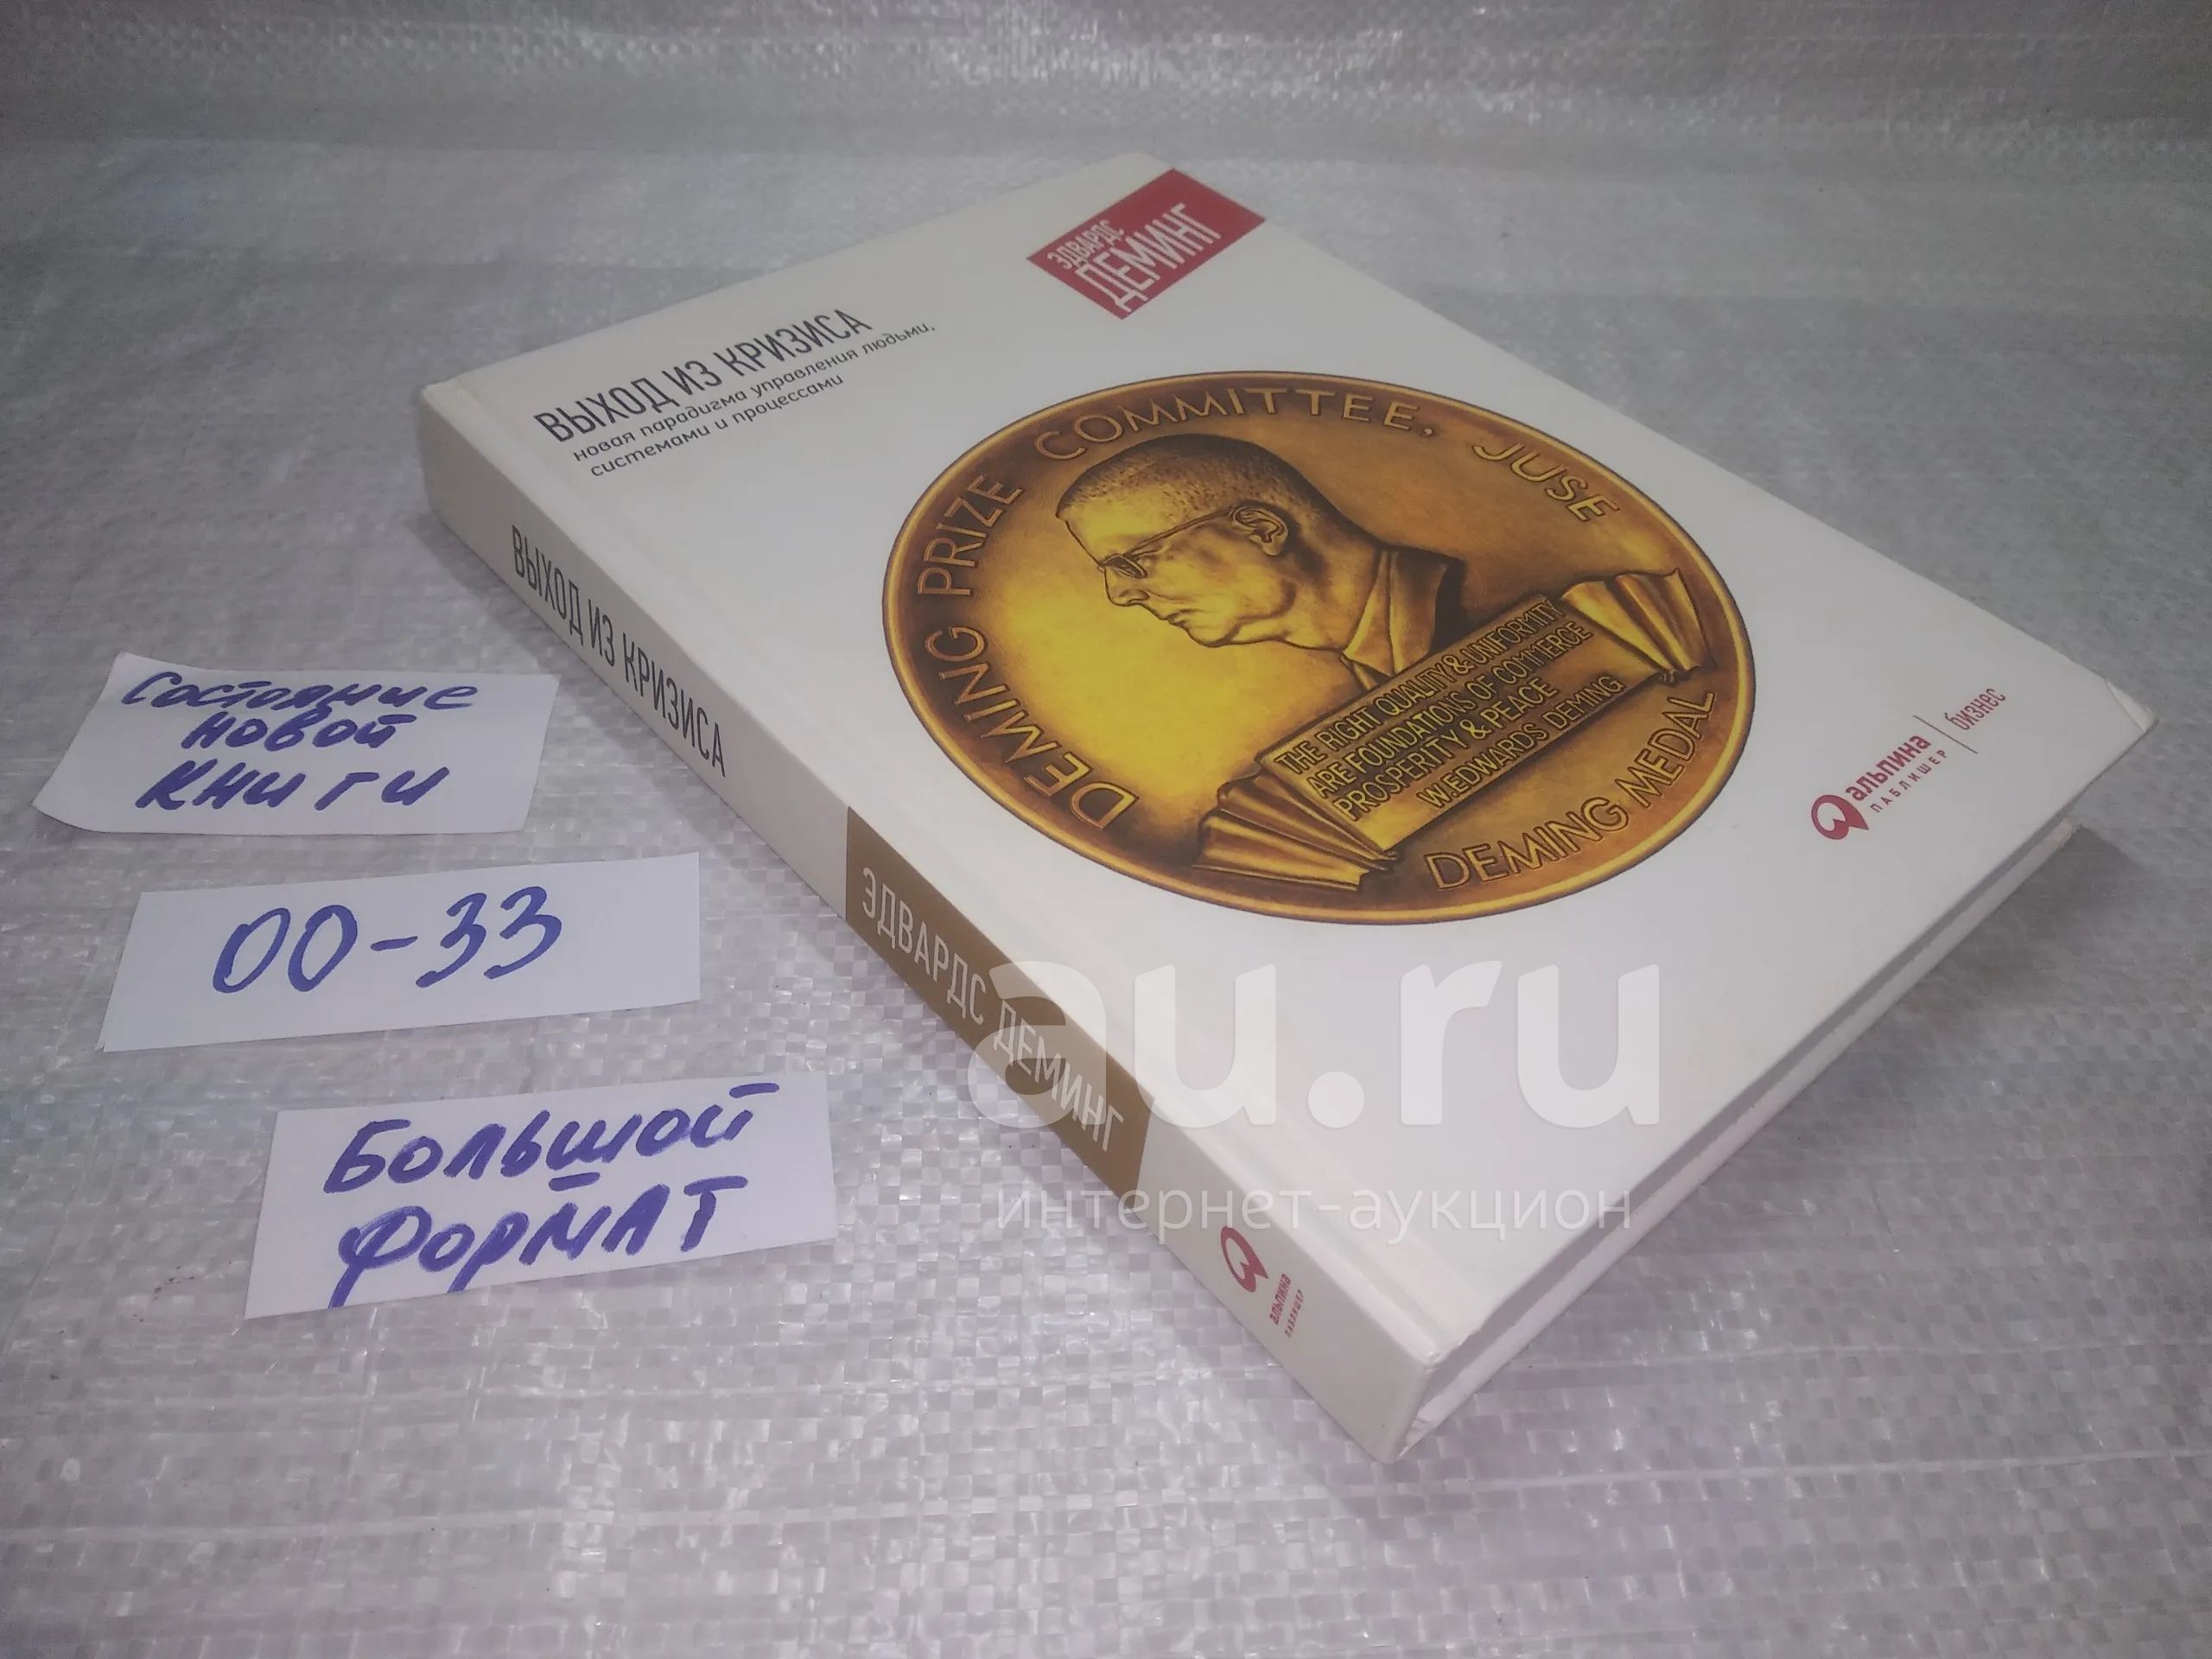 ЭДВАРДС
ДЕМИНГ
ВЫХОД ИЗ КРИЗИСА
новая парадигма управления людьми,
системами и процессами
DEMING PRIZE COMMITTEE, JUSE
THE RIGHT QUALITY & UNIFORMITY
ARE FOUNDATIONS OF COMMERCE
PROSPERITY & PEACE
W. EDWARDS DEMING
DEMING MEDAL
альпина
ПАБЛИШЕР
бизнес
ВЫХОД ИЗ КРИЗИСА
ЭДВАРДС ДЕМИНГ
альпина
ПАБЛИШЕР
Состояние
новой
книги
00-33
Большой
формат
au.ru
интернет-аукцион